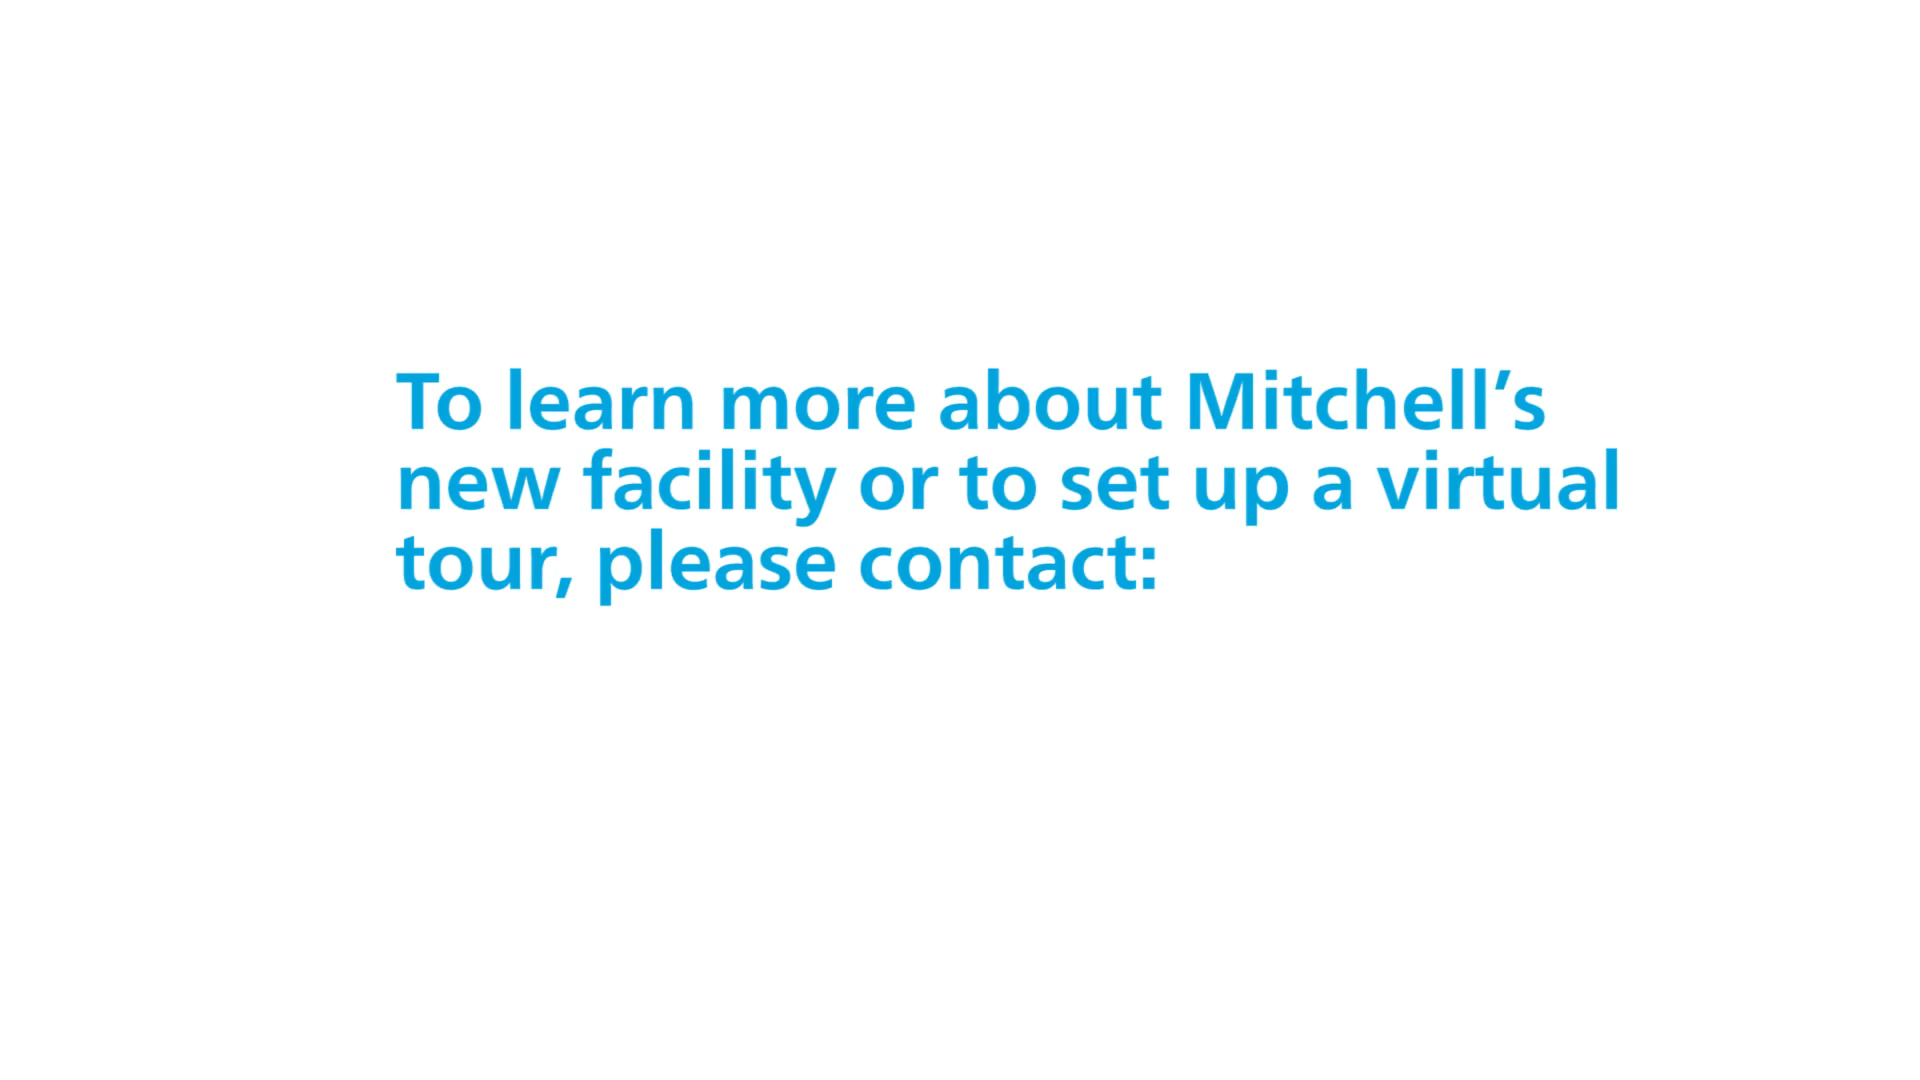 To learn more about Mitchell’s
new facility or to set up a virtual
tour, please contact: